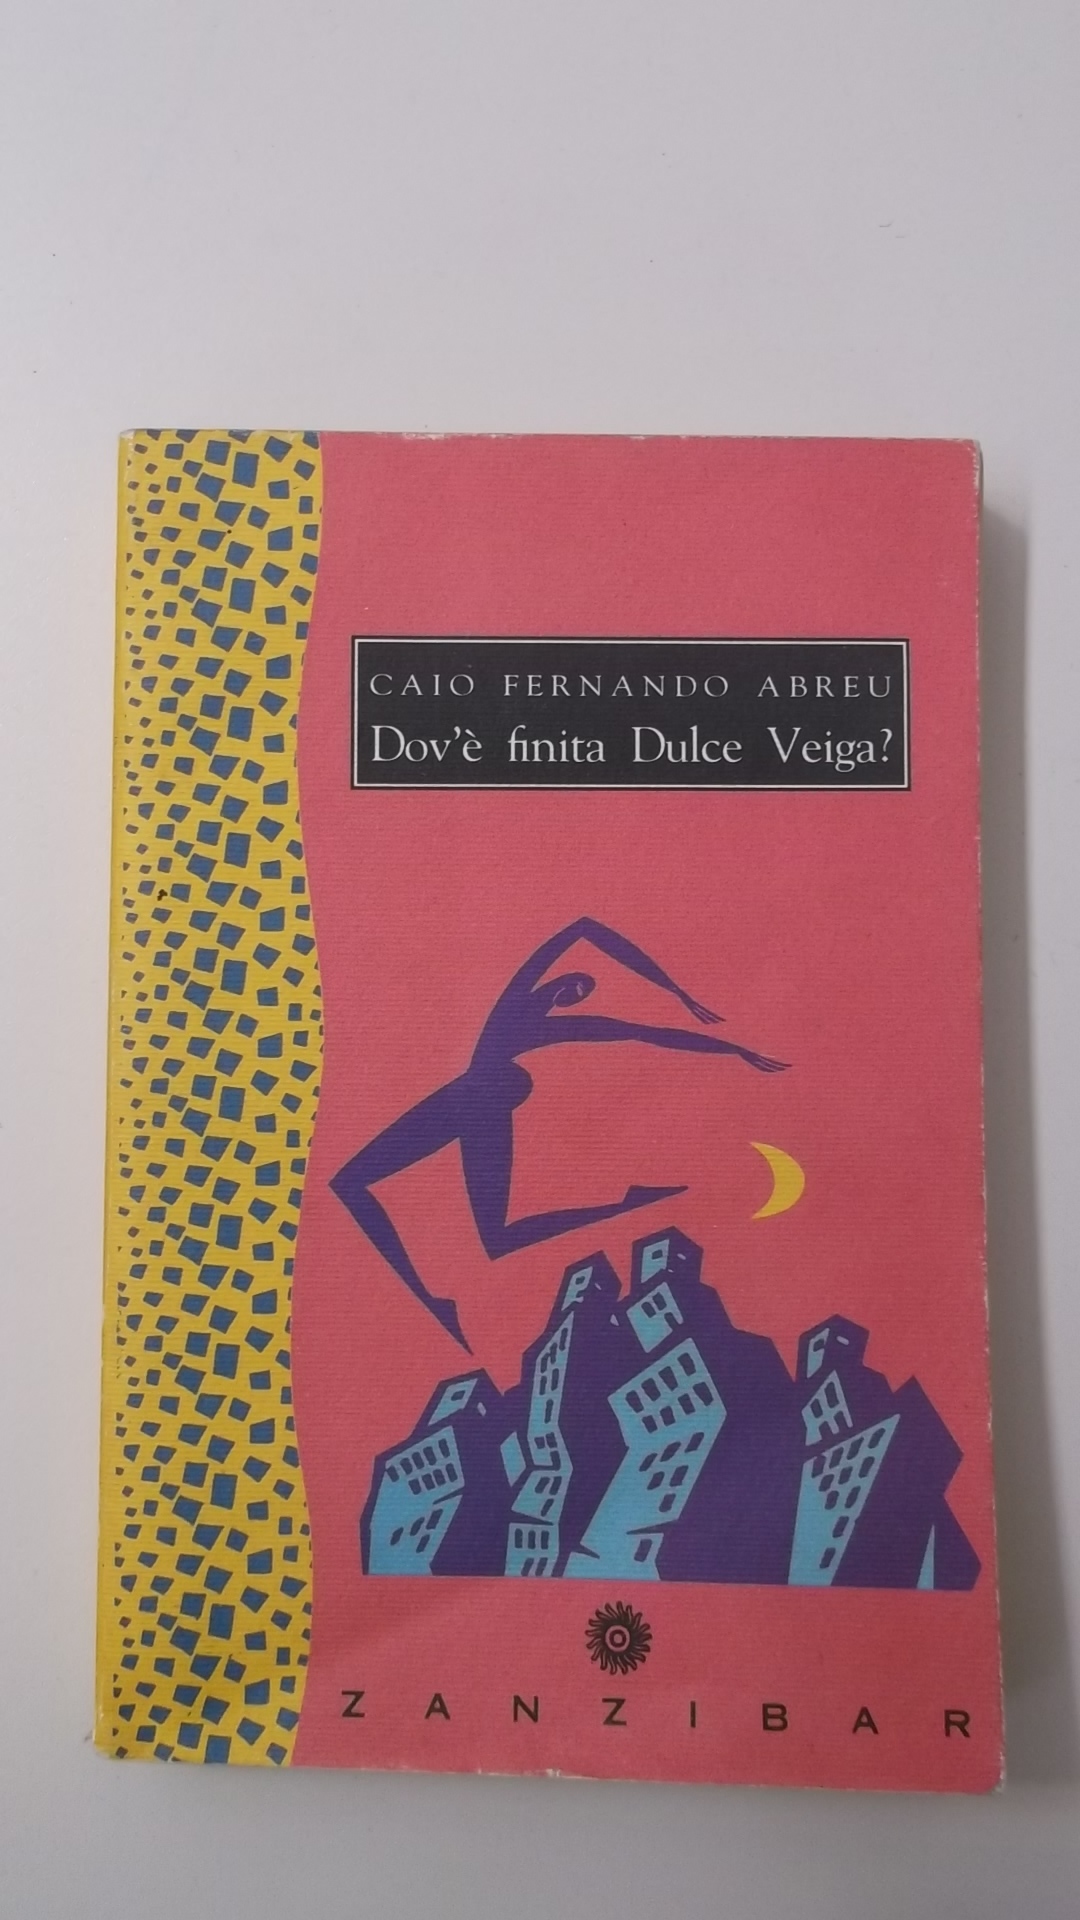 CAIO FERNANDO ABREU
Dov'è finita Dulce Veiga?
ZANZIBAR